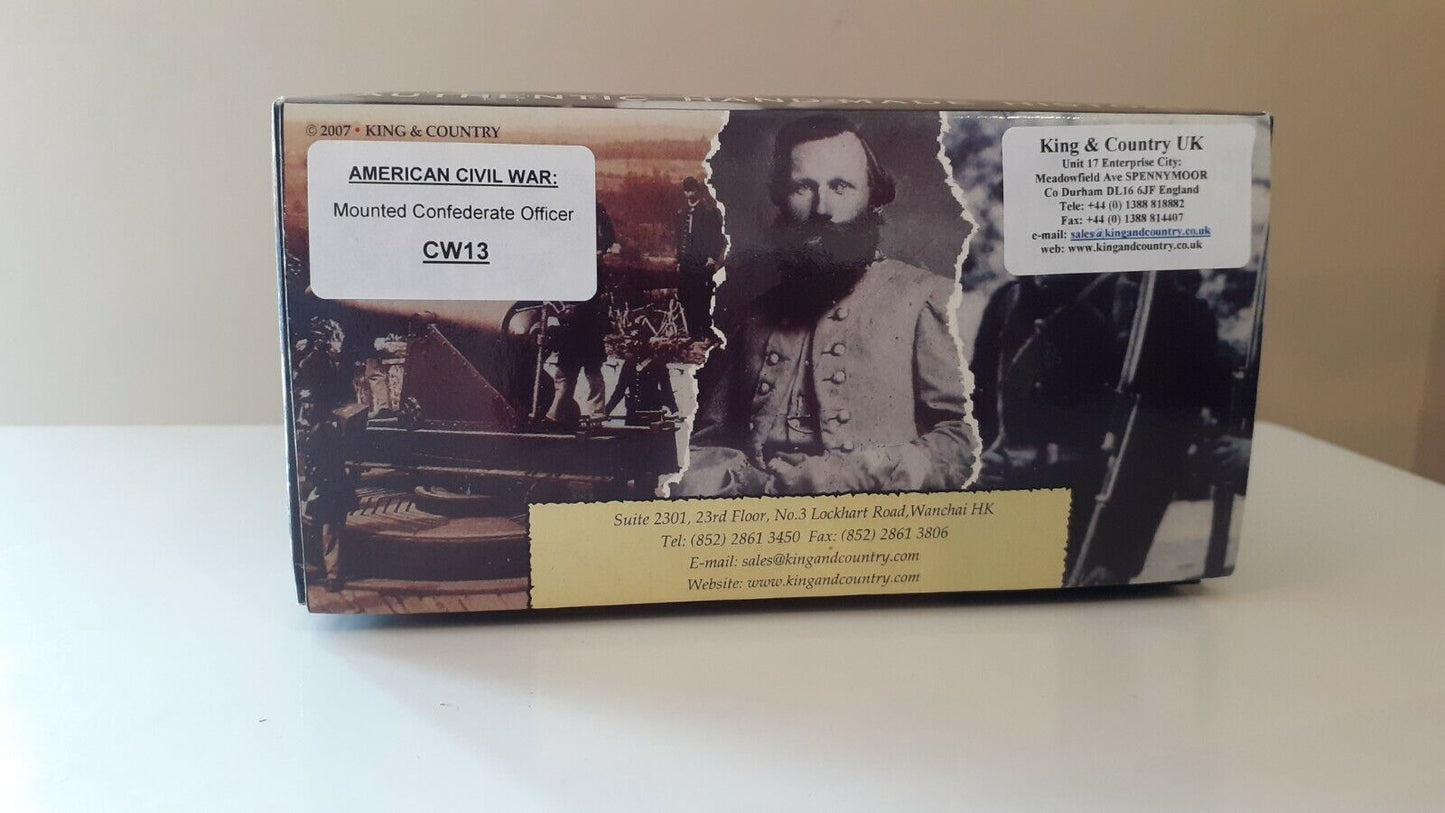 AUTHENTIC HANDMADE
© 2007 • KING & COUNTRY
AMERICAN CIVIL WAR:
Mounted Confederate Officer
CW13
King & Country UK
Unit 17 Enterprise City:
Meadowfield Ave SPENNYMOOR
Co Durham DL16 6JF England
Tele: +44 (0) 1388 818882
Fax: +44 (0) 1388 814407
e-mail: sales@kingandcountry.co.uk
web: www.kingandcountry.co.uk
Suite 2301, 23rd Floor, No.3 Lockhart Road,Wanchai HK
Tel: (852) 2861 3450 Fax: (852) 2861 3806
E-mail: sales@kingandcountry.com
Website: www.kingandcountry.com